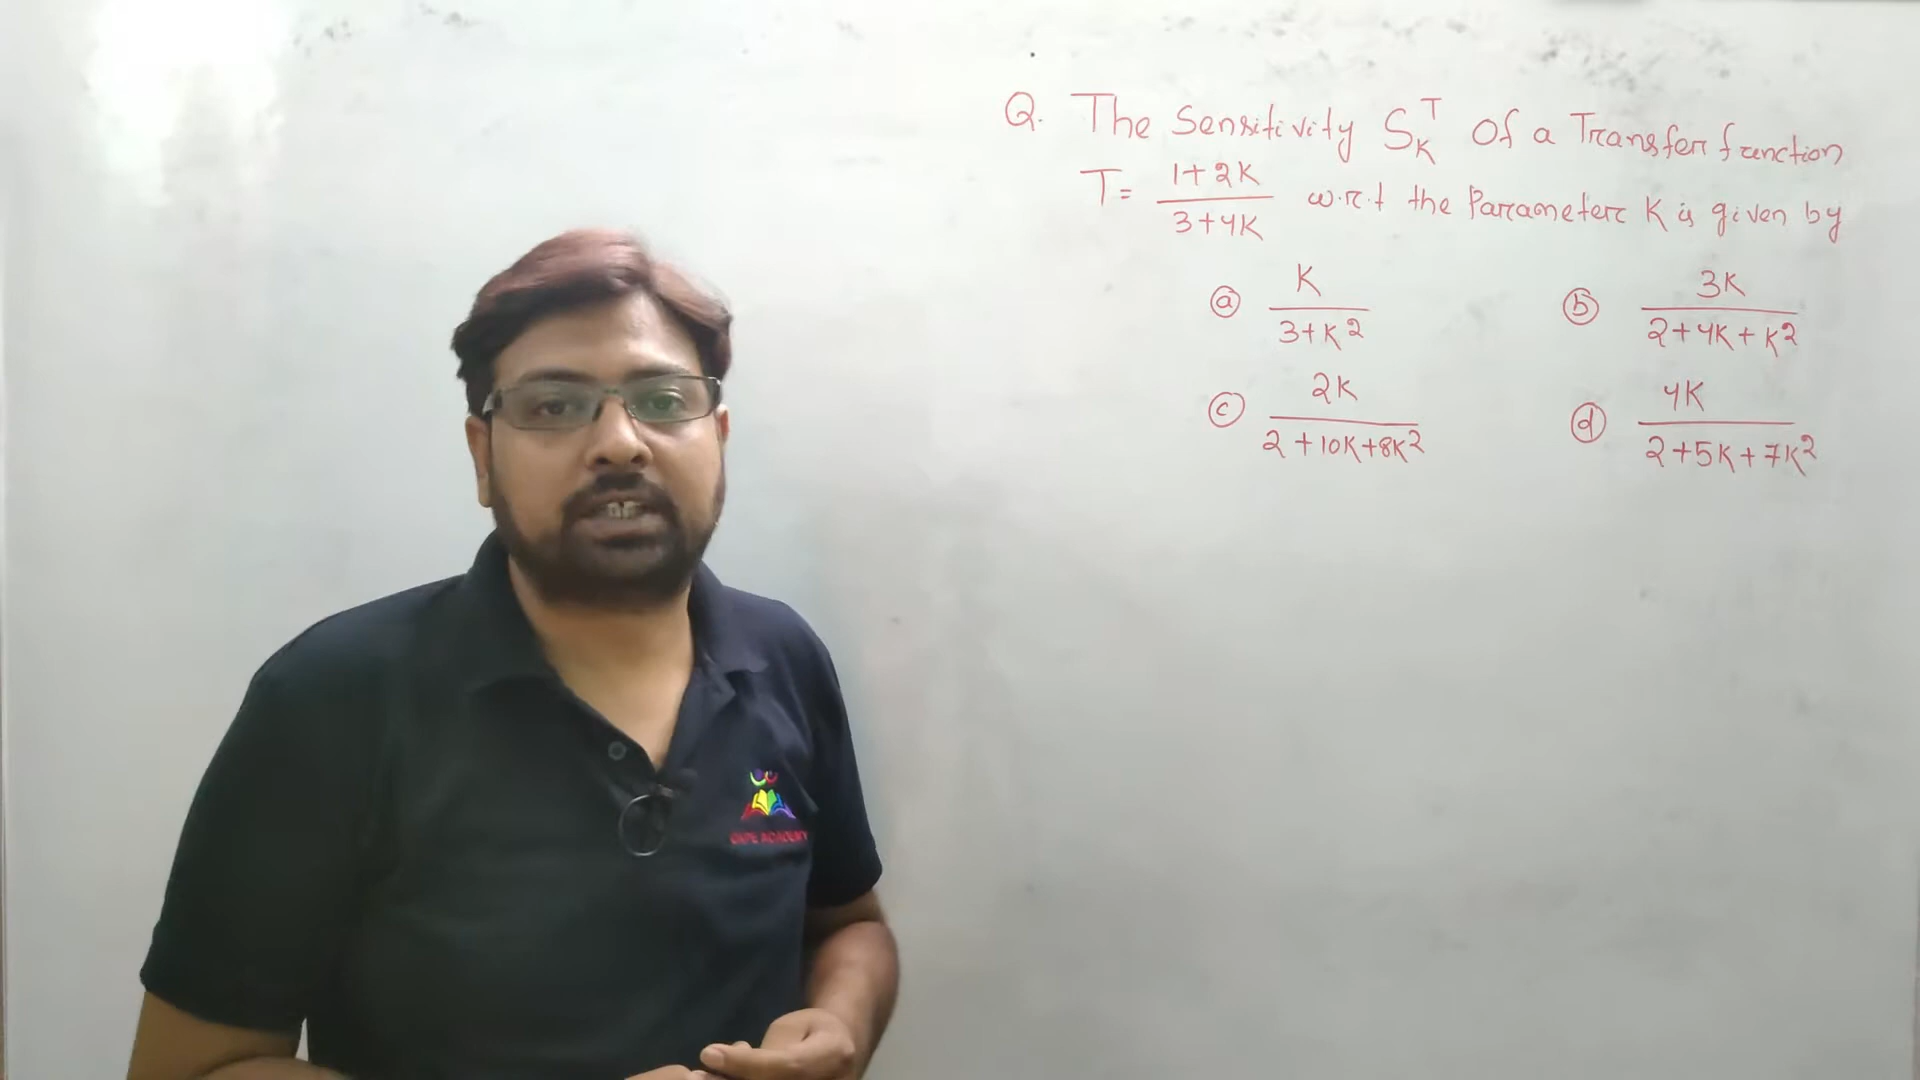 Q. The Sensitivity S_K^T Of a Transfer function
T = (1+2K)/(3+4K) w.r.t the Parameter K is given by
(a) K/(3+K²) (b) 3K/(2+4K+K²)
(c) 2K/(2+10K+8K²) (d) 4K/(2+5K+7K²)
ACADEMY